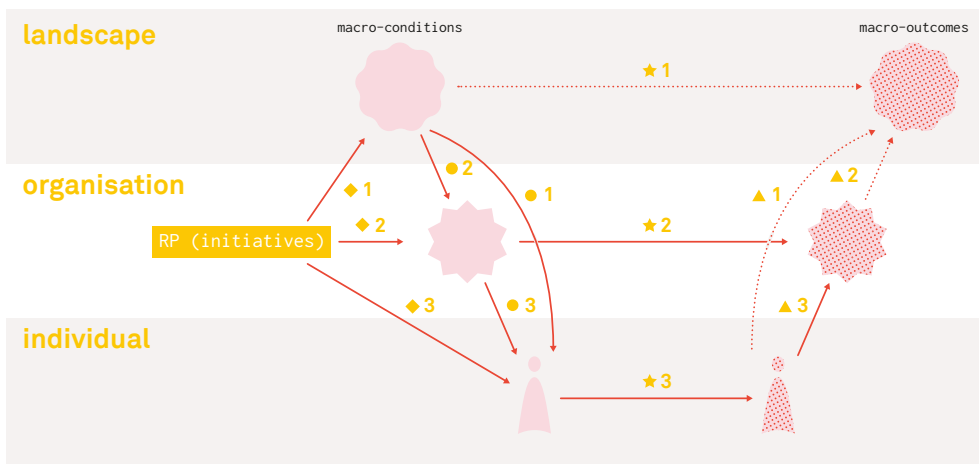 landscape
macro-conditions
macro-outcomes
★ 1
● 2
organisation
◆ 1
● 1
▲ 1
▲ 2
◆ 2
★ 2
RP (initiatives)
◆ 3
● 3
▲ 3
individual
★ 3